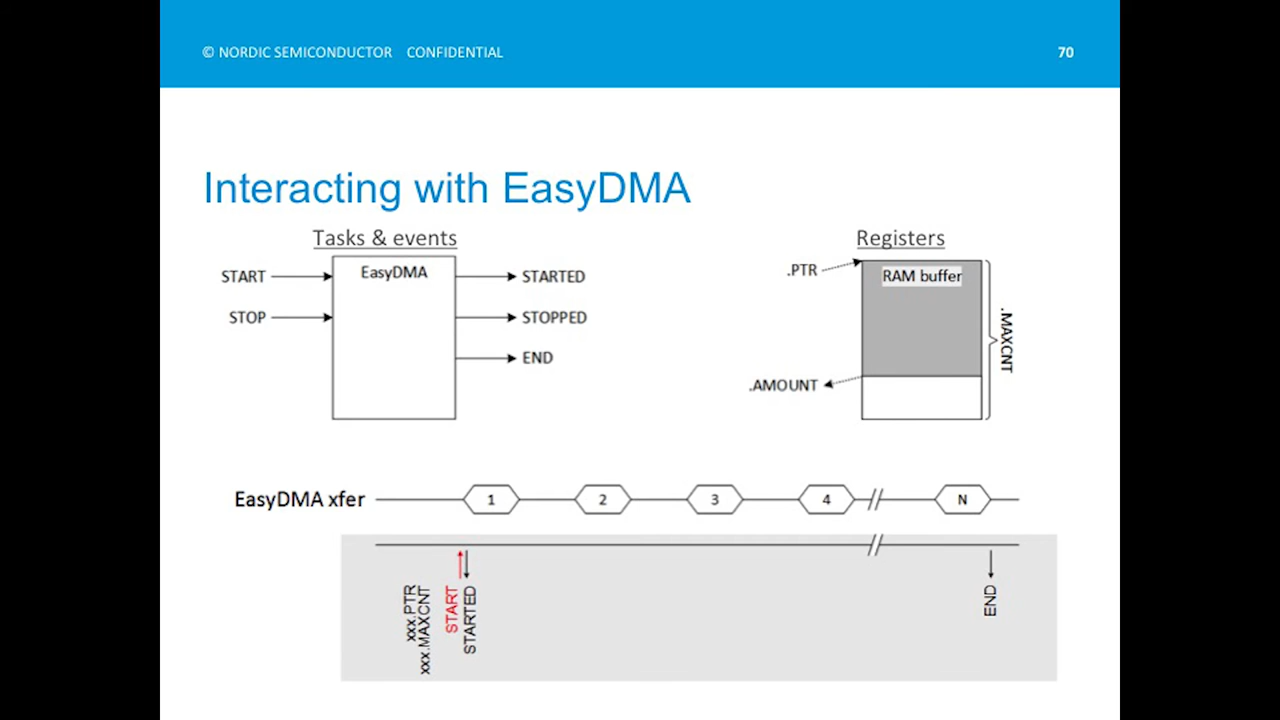 © NORDIC SEMICONDUCTOR CONFIDENTIAL
70
Interacting with EasyDMA
Tasks & events
Registers
START
EasyDMA
STARTED
STOP
STOPPED
END
.PTR
RAM buffer
.MAXCNT
.AMOUNT
EasyDMA xfer
1
2
3
4
N
xxx.PTR
xxx.MAXCNT
START
STARTED
END